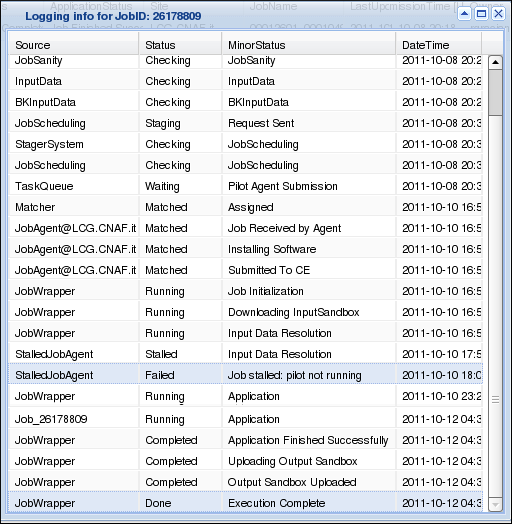 Logging info for JobID: 26178809
Source Status MinorStatus DateTime
JobSanity Checking JobSanity 2011-10-08 20:2
InputData Checking InputData 2011-10-08 20:2
BKInputData Checking BKInputData 2011-10-08 20:2
JobScheduling Staging Request Sent 2011-10-08 20:2
StagerSystem Checking JobScheduling 2011-10-08 20:3
JobScheduling Checking JobScheduling 2011-10-08 20:3
TaskQueue Waiting Pilot Agent Submission 2011-10-08 20:3
Matcher Matched Assigned 2011-10-10 16:5
JobAgent@LCG.CNAF.it Matched Job Received by Agent 2011-10-10 16:5
JobAgent@LCG.CNAF.it Matched Installing Software 2011-10-10 16:5
JobAgent@LCG.CNAF.it Matched Submitted To CE 2011-10-10 16:5
JobWrapper Running Job Initialization 2011-10-10 16:5
JobWrapper Running Downloading InputSandbox 2011-10-10 16:5
JobWrapper Running Input Data Resolution 2011-10-10 16:5
StalledJobAgent Stalled Input Data Resolution 2011-10-10 17:5
StalledJobAgent Failed Job stalled: pilot not running 2011-10-10 18:0
JobWrapper Running Application 2011-10-10 23:2
Job_26178809 Running Application 2011-10-12 04:3
JobWrapper Completed Application Finished Successfully 2011-10-12 04:3
JobWrapper Completed Uploading Output Sandbox 2011-10-12 04:3
JobWrapper Completed Output Sandbox Uploaded 2011-10-12 04:3
JobWrapper Done Execution Complete 2011-10-12 04:3